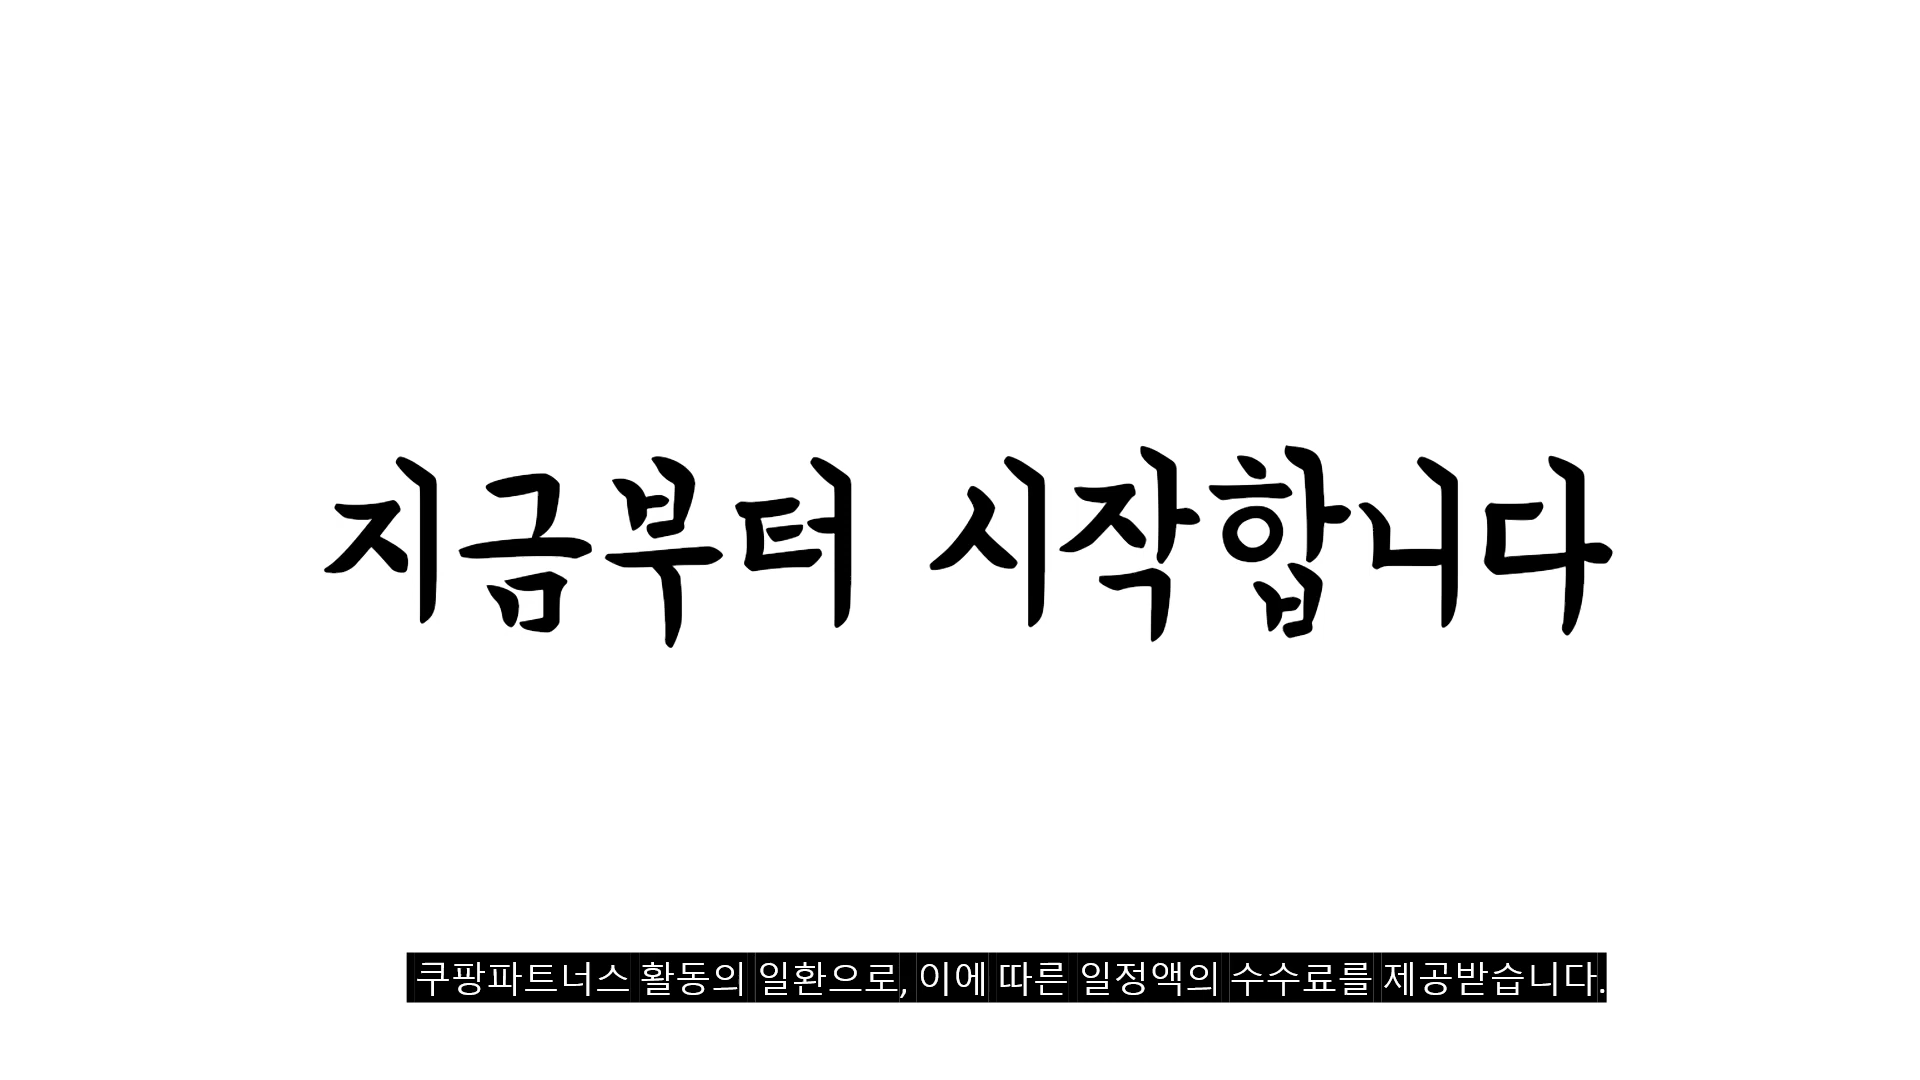 지금부터 시작합니다
쿠팡파트너스 활동의 일환으로, 이에 따른 일정액의 수수료를 제공받습니다.